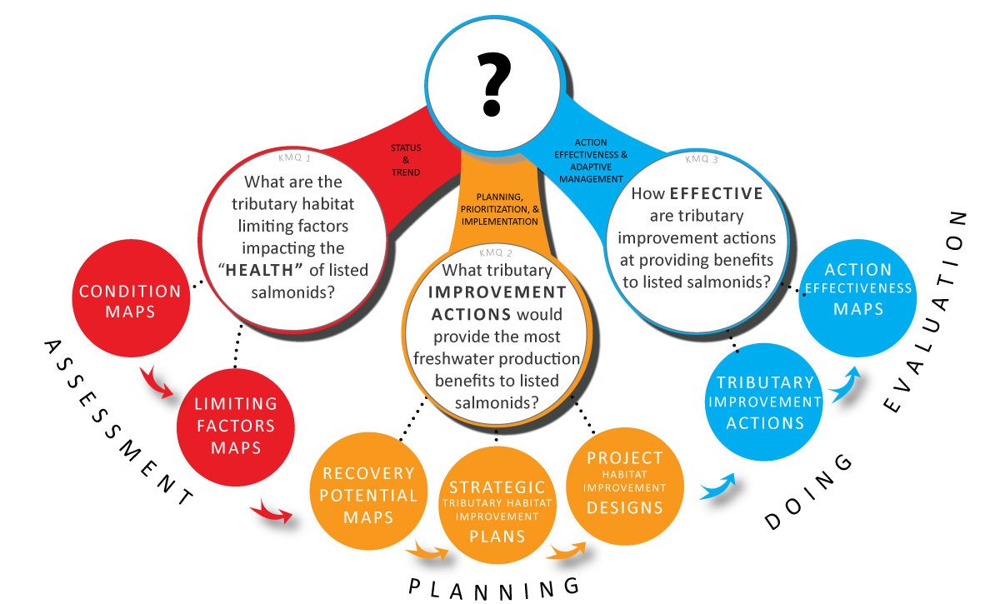 ?
STATUS
&
TREND
PLANNING,
PRIORITIZATION, &
IMPLEMENTATION
ACTION
EFFECTIVENESS &
ADAPTIVE
MANAGEMENT
KMQ 1
What are the
tributary habitat
limiting factors
impacting the
“HEALTH” of listed
salmonids?
KMQ 2
What tributary
IMPROVEMENT
ACTIONS would
provide the most
freshwater production
benefits to listed
salmonids?
KMQ 3
How EFFECTIVE
are tributary
improvement actions
at providing benefits
to listed salmonids?
CONDITION
MAPS
LIMITING
FACTORS
MAPS
RECOVERY
POTENTIAL
MAPS
STRATEGIC
TRIBUTARY HABITAT
IMPROVEMENT
PLANS
PROJECT
HABITAT
IMPROVEMENT
DESIGNS
TRIBUTARY
IMPROVEMENT
ACTIONS
ACTION
EFFECTIVENESS
MAPS
ASSESSMENT
PLANNING
DOING
EVALUATION